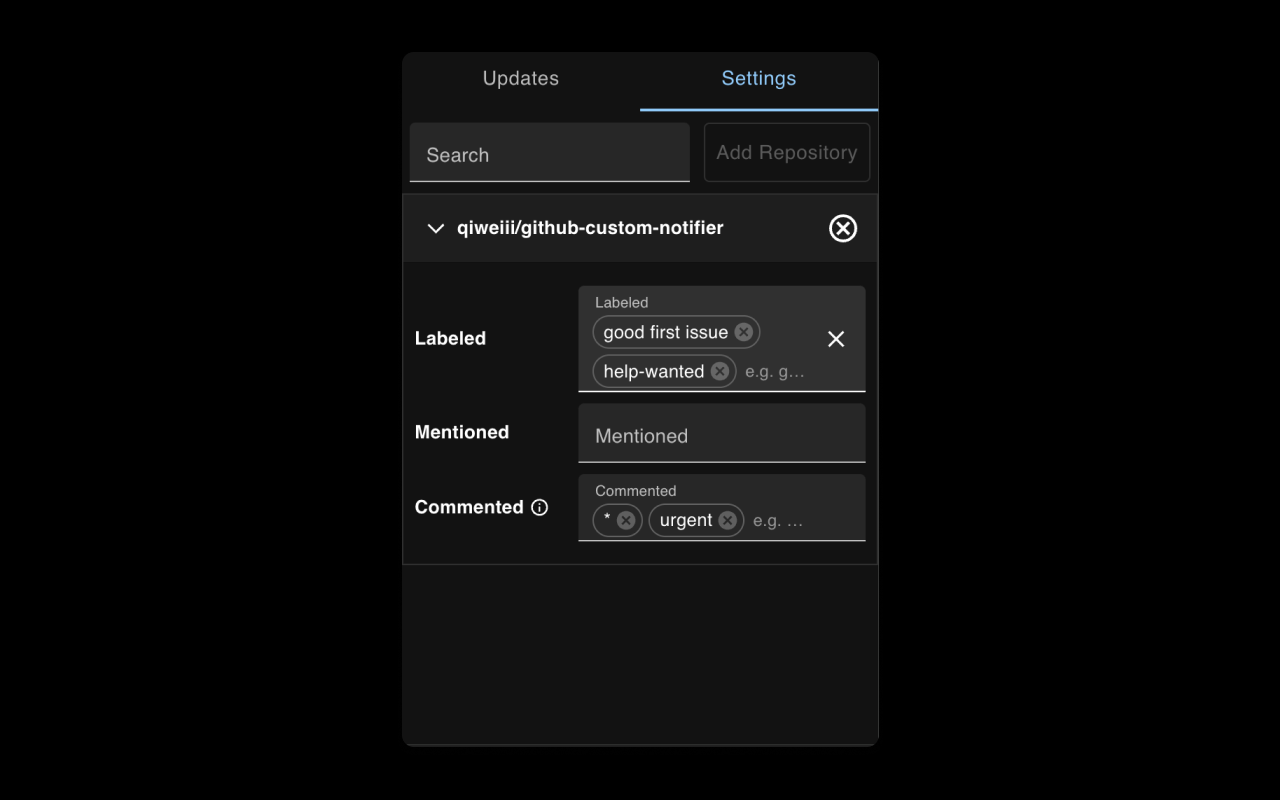 Updates
Settings
Search
Add Repository
qiweiii/github-custom-notifier
Labeled
Labeled
good first issue
help-wanted e.g. g…
Mentioned
Mentioned
Commented
Commented
* urgent e.g. …